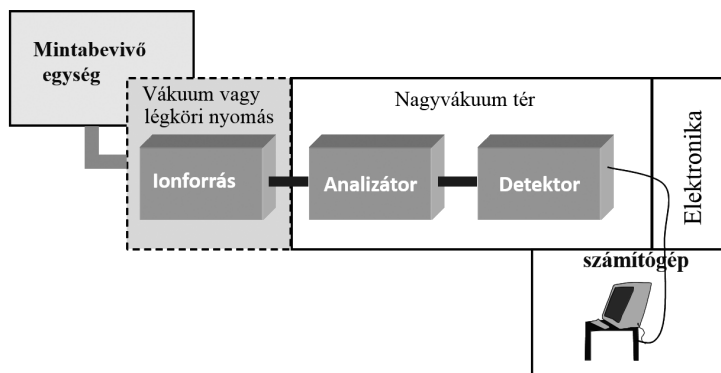 Mintabevivő
egység
Vákuum vagy
légköri nyomás
Nagyvákuum tér
Ionforrás
Analizátor
Detektor
Elektronika
számítógép